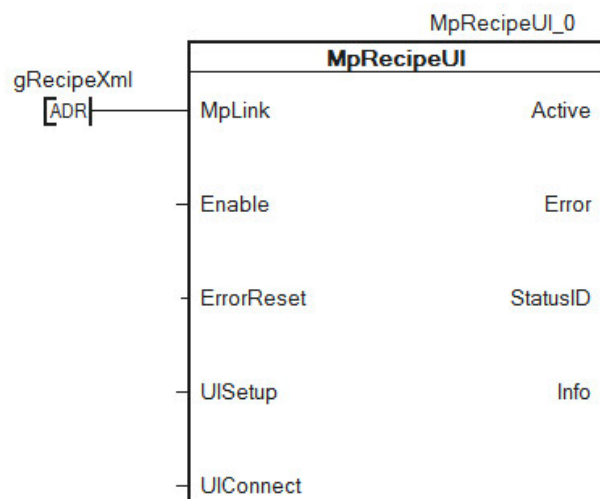 MpRecipeUI_0
MpRecipeUI
gRecipeXml
ADR
MpLink Active
Enable Error
ErrorReset StatusID
UISetup Info
UIConnect